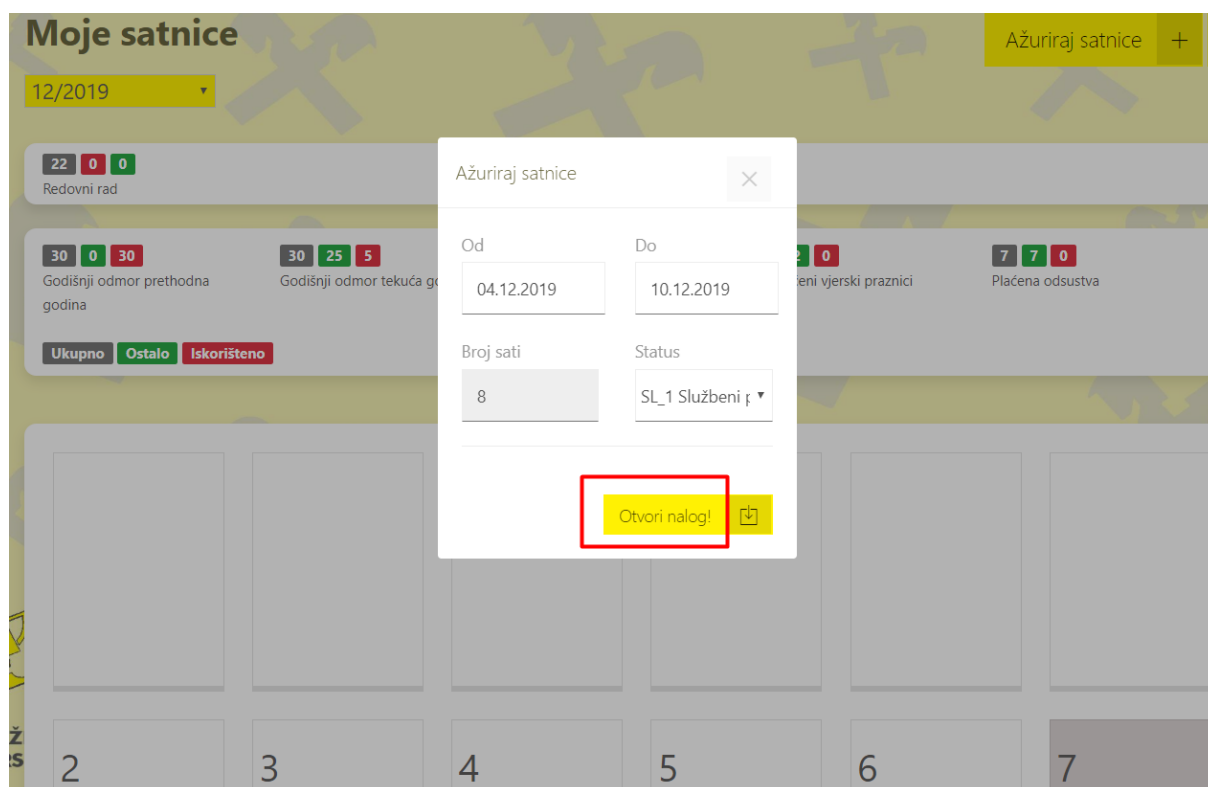 Moje satnice
Ažuriraj satnice +
12/2019
22 0 0
Redovni rad
30 0 30
Godišnji odmor prethodna
godina
30 25 5
Godišnji odmor tekuća
0
vjerski praznici
7 7 0
Plaćena odsustva
Ukupno Ostalo Iskorišteno
Ažuriraj satnice
Od Do
04.12.2019 10.12.2019
Broj sati Status
8 SL_1 Službeni
Otvori nalog!
2 3 4 5 6 7